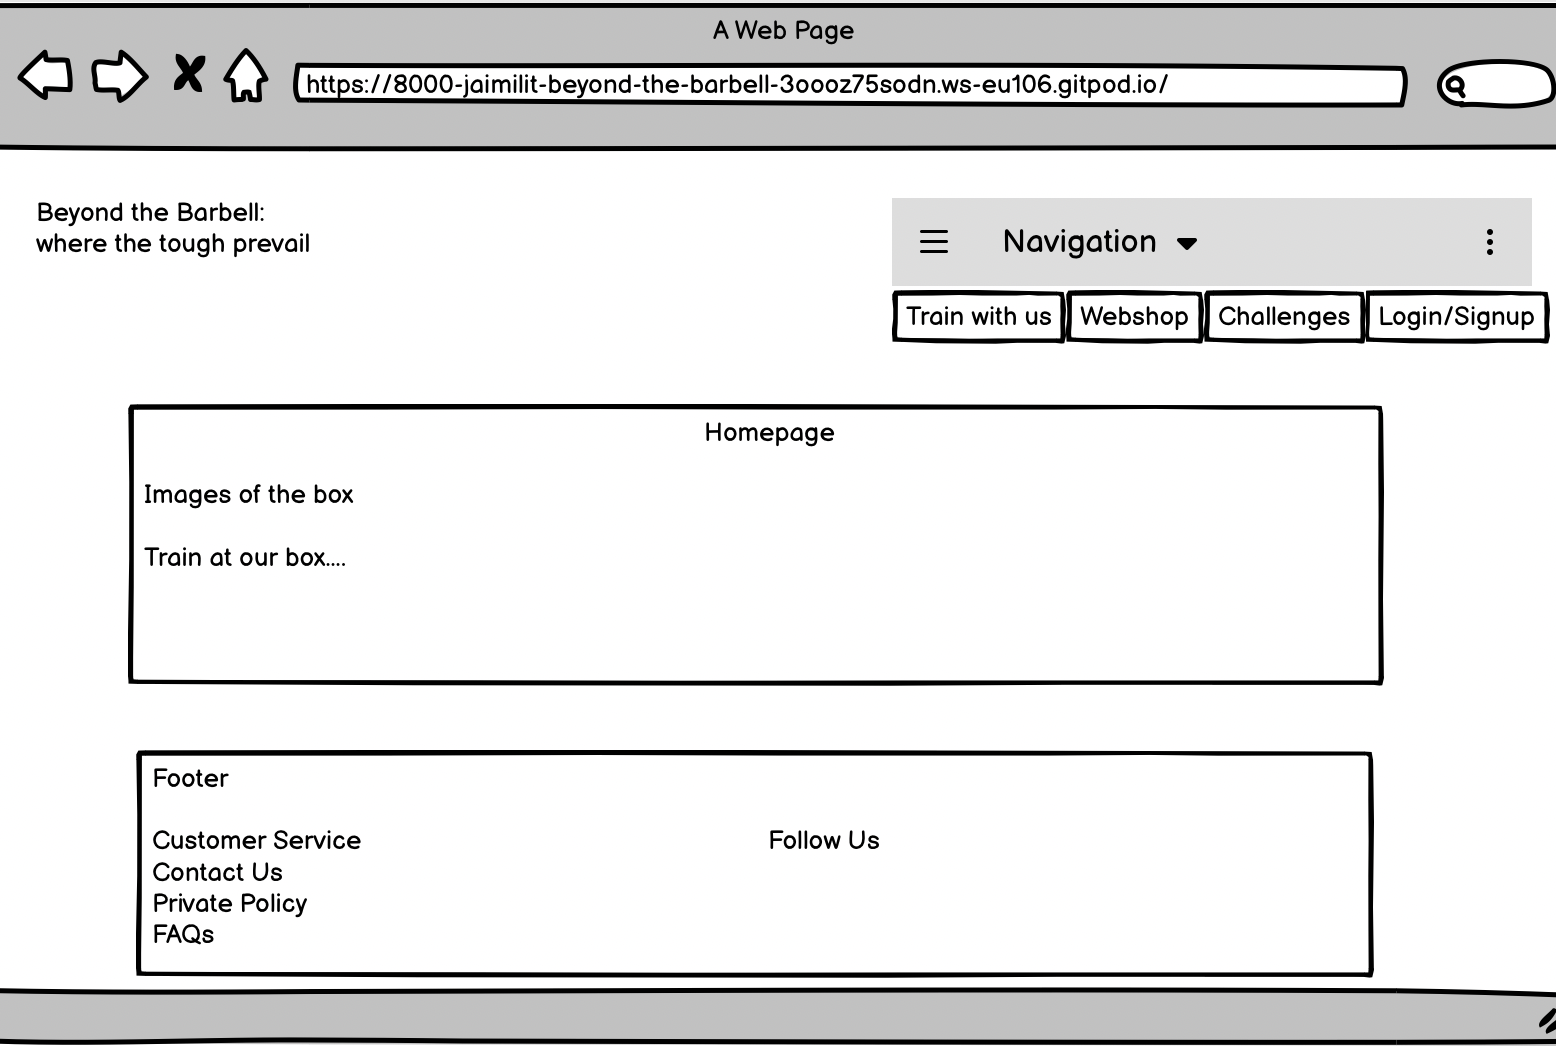 A Web Page
https://8000-jaimilit-beyond-the-barbell-3oooz75sodn.ws-eu106.gitpod.io/
Beyond the Barbell:
where the tough prevail
Navigation
Train with us
Webshop
Challenges
Login/Signup
Homepage
Images of the box
Train at our box....
Footer
Customer Service
Follow Us
Contact Us
Private Policy
FAQs